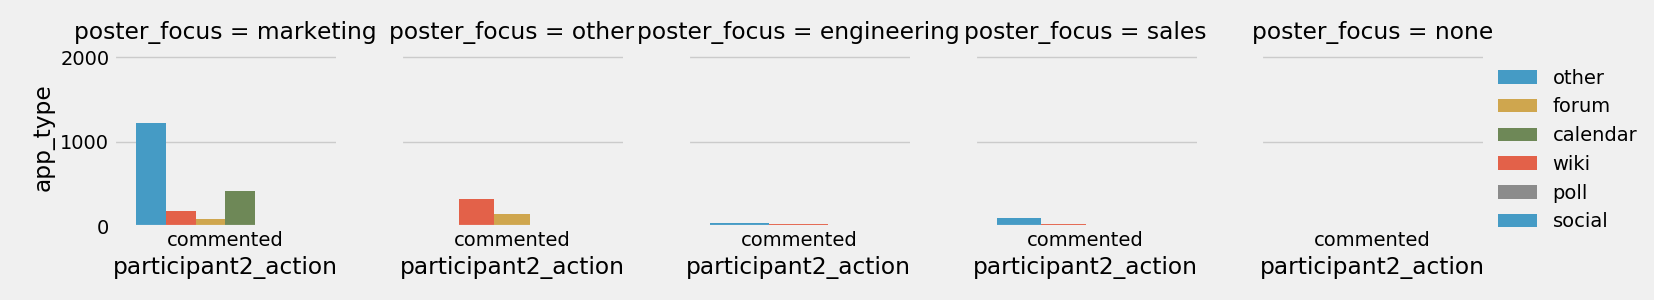 poster_focus = marketing
poster_focus = other
poster_focus = engineering
poster_focus = sales
poster_focus = none
app_type
2000
1000
0
commented
commented
commented
commented
commented
participant2_action
participant2_action
participant2_action
participant2_action
participant2_action
other
forum
calendar
wiki
poll
social